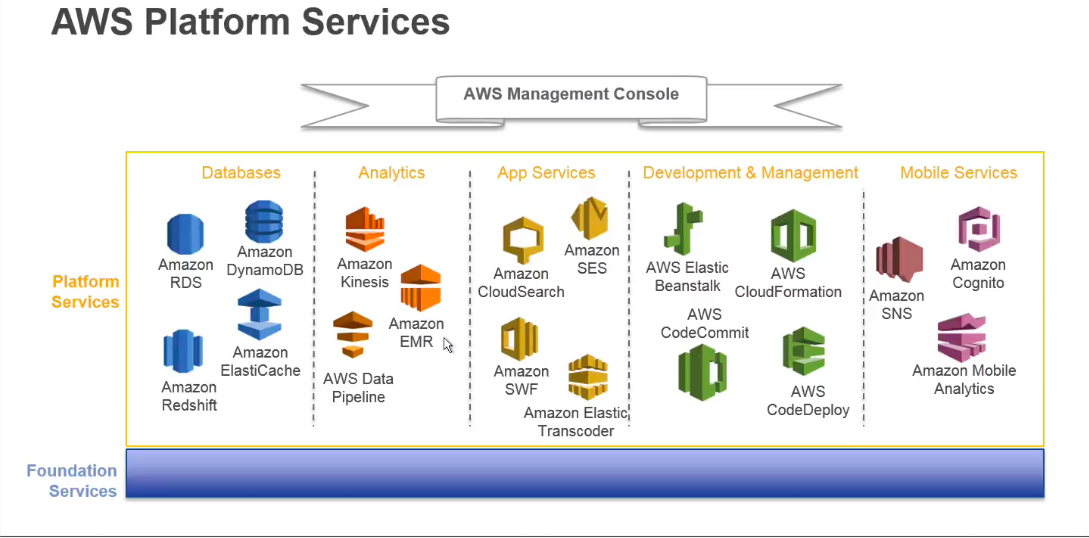 AWS Platform Services
AWS Management Console
Databases
Analytics
App Services
Development & Management
Mobile Services
Platform
Services
Amazon
RDS
Amazon
DynamoDB
Amazon
Redshift
Amazon
ElastiCache
Amazon
Kinesis
Amazon
EMR
AWS Data
Pipeline
Amazon
CloudSearch
Amazon
SES
Amazon
SWF
Amazon Elastic
Transcoder
AWS Elastic
Beanstalk
AWS
CloudFormation
AWS
CodeCommit
AWS
CodeDeploy
Amazon
SNS
Amazon
Cognito
Amazon Mobile
Analytics
Foundation
Services